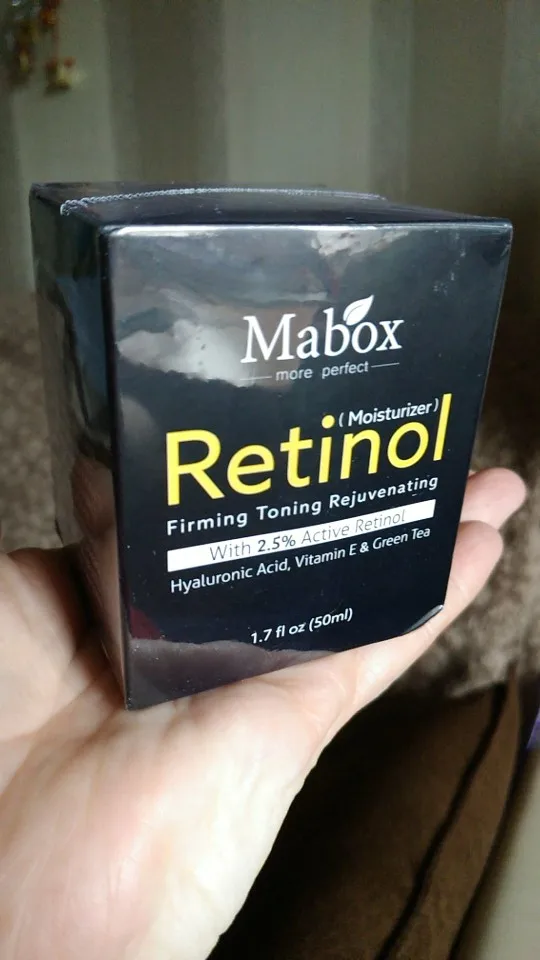 Mabox
more perfect
(Moisturizer)
Retinol
Firming Toning Rejuvenating
With 2.5% Active Retinol
Hyaluronic Acid, Vitamin E & Green Tea
1.7 fl oz (50ml)